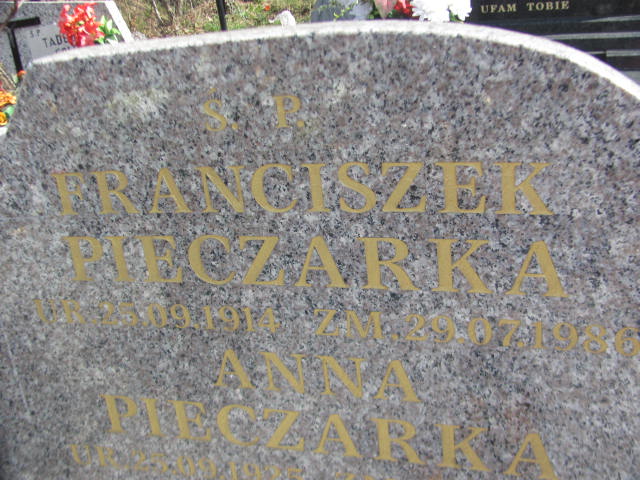 UFAM TOBIE
Ś. P.
Ś. P.
FRANCISZEK
PIECZARKA
UR.25.09.1914 ZM.29.07.1986
ANNA
PIECZARKA